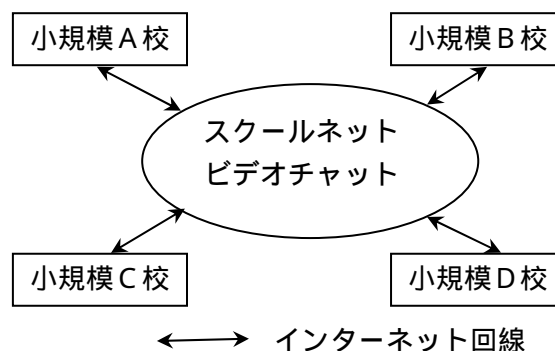 小規模A校
小規模B校
スクールネット
ビデオチャット
小規模C校
小規模D校
インターネット回線